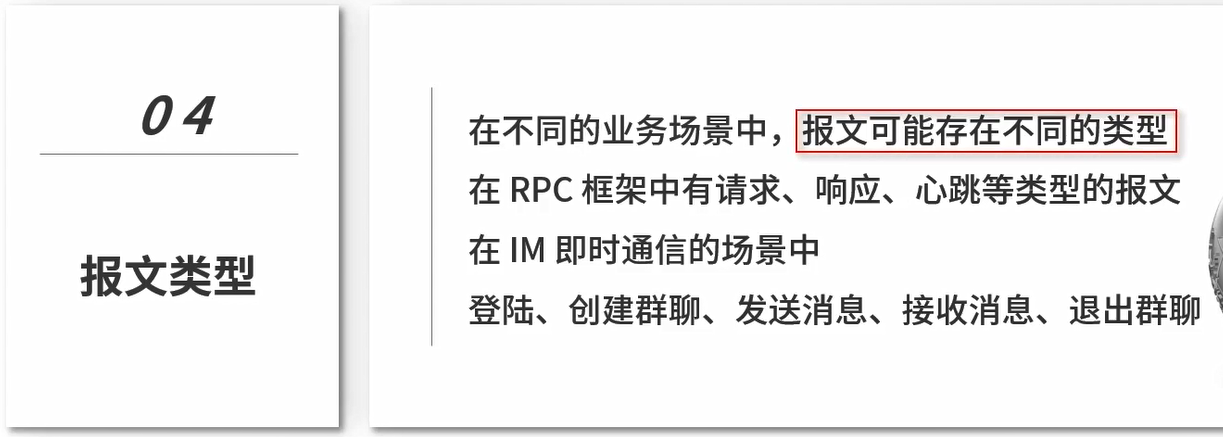 04
报文类型
在不同的业务场景中，报文可能存在不同的类型
在 RPC 框架中有请求、响应、心跳等类型的报文
在 IM 即时通信的场景中
登陆、创建群聊、发送消息、接收消息、退出群聊